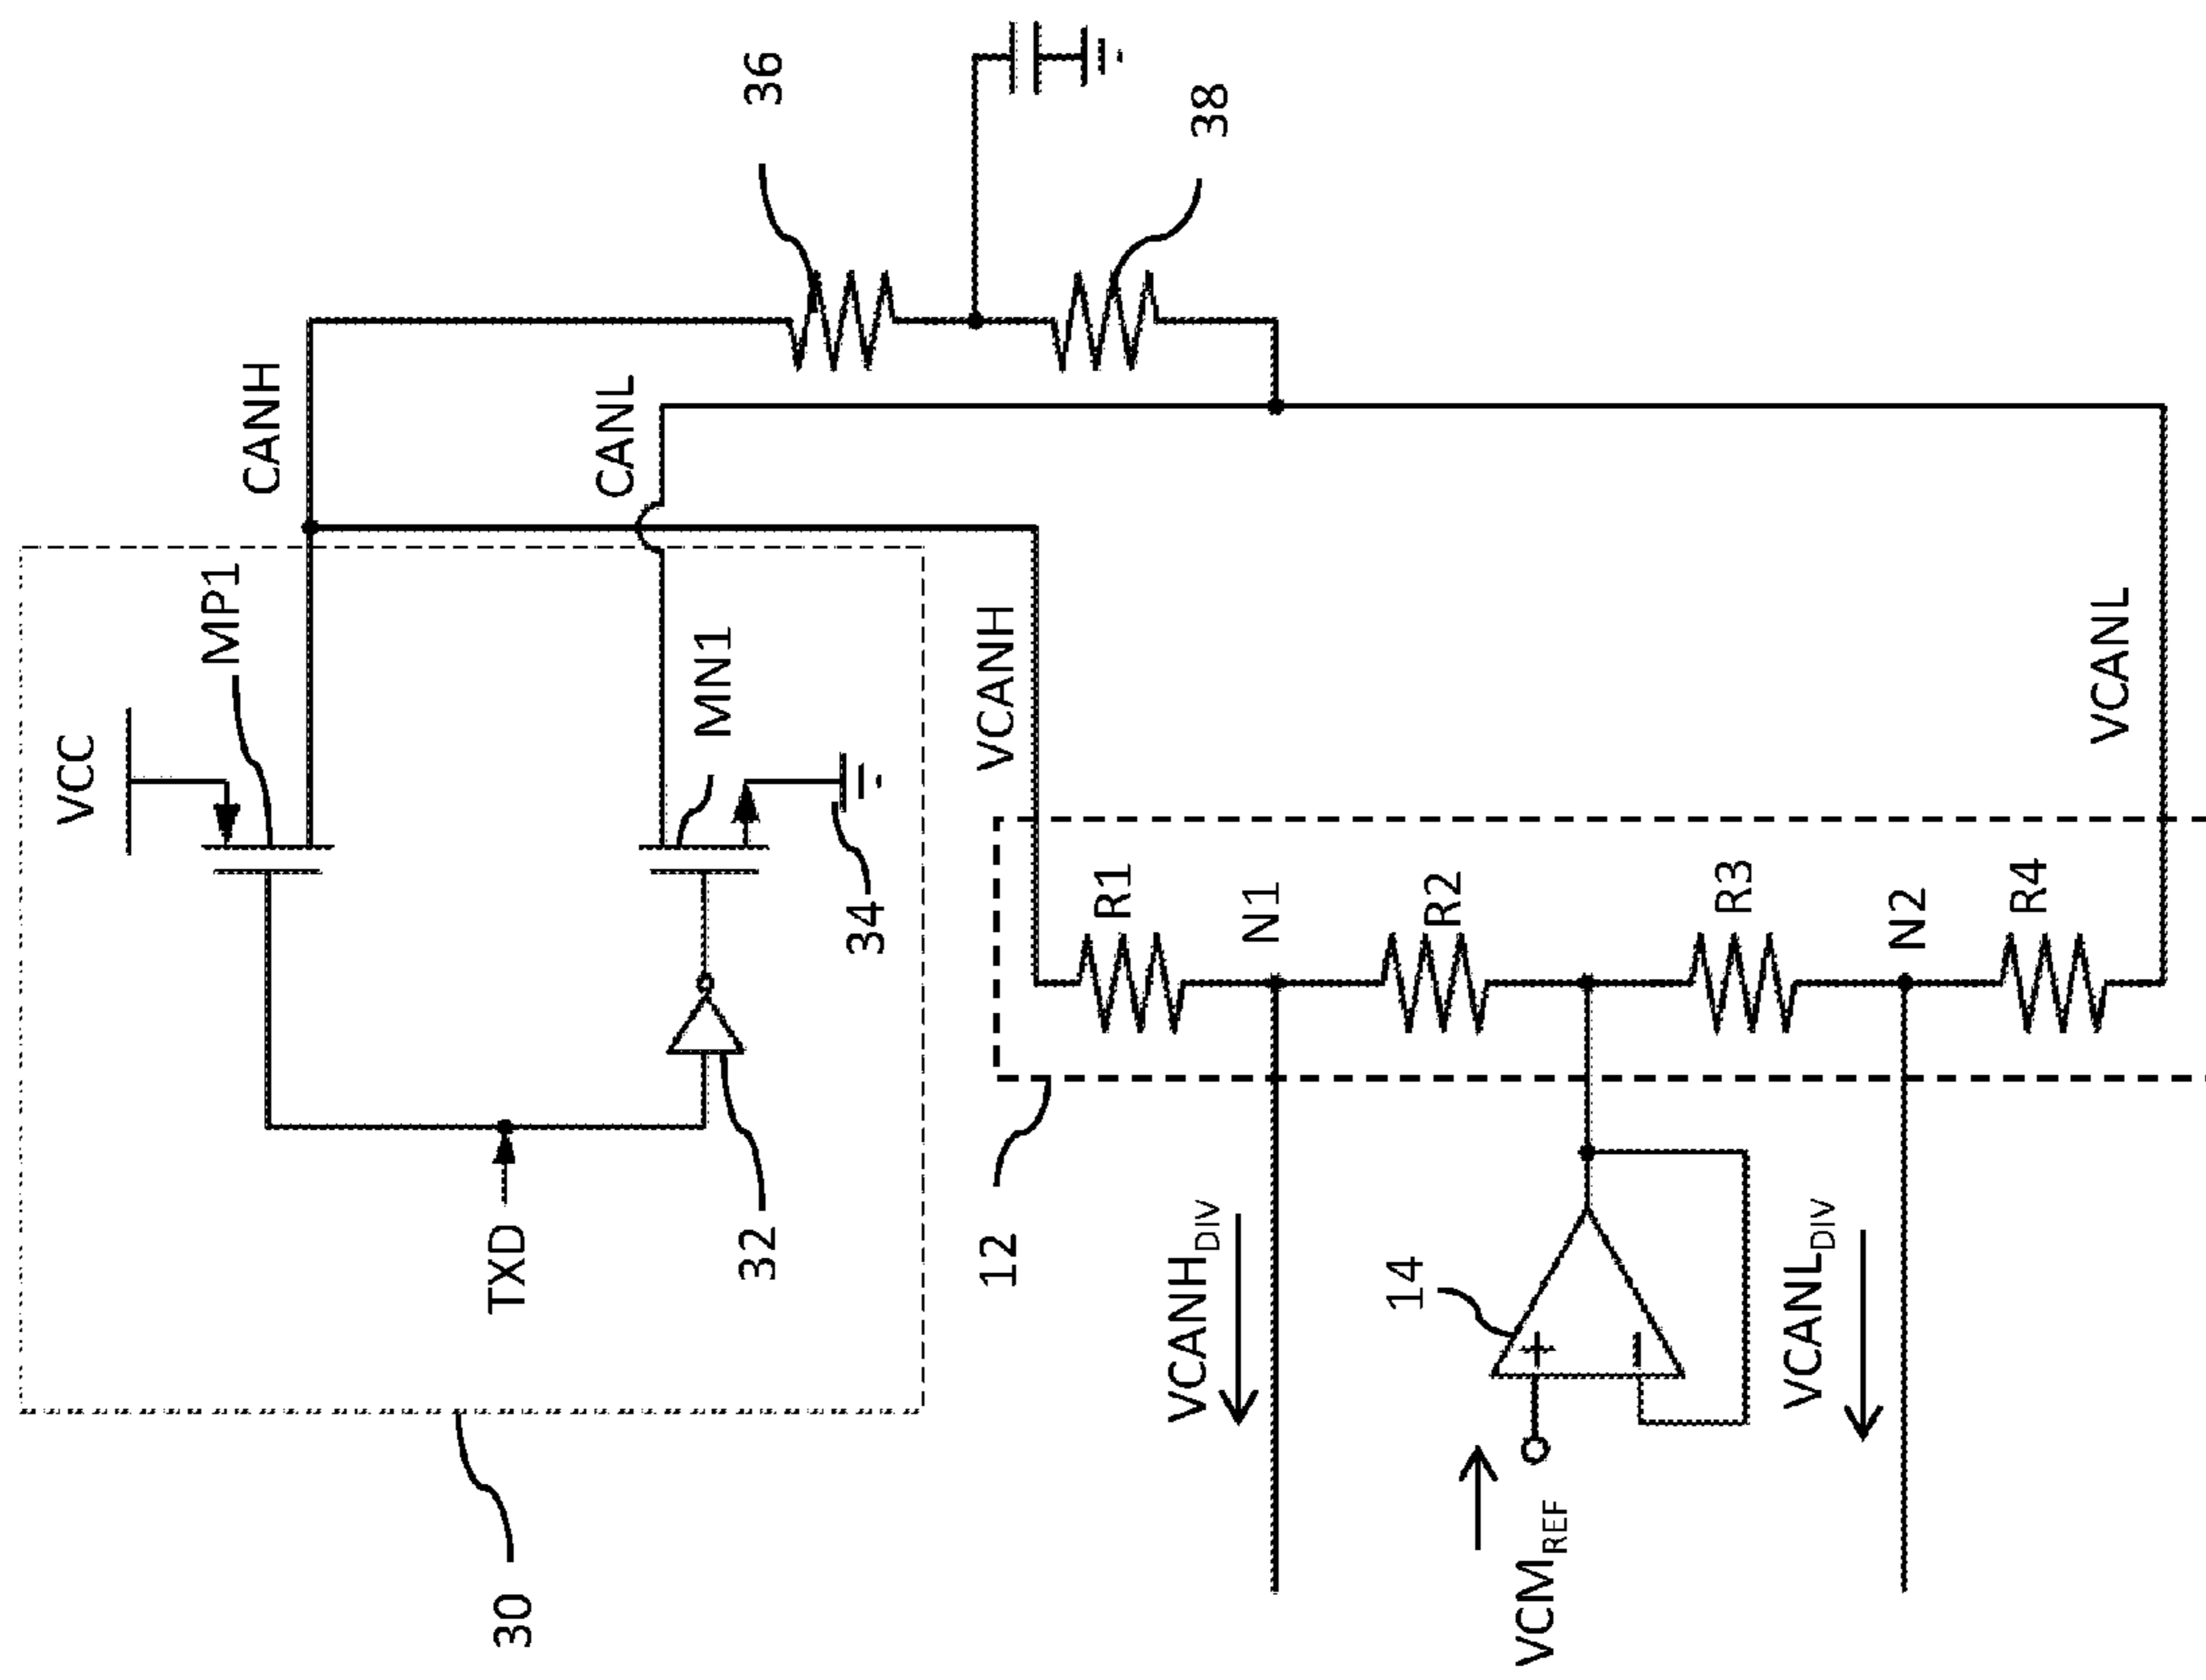 VCC
MP1
CANH
36
38
CANL
MN1
34
TXD
32
30
VCANH
12
R1
N1
VCANH_DIV
R2
14
VCM_REF
R3
VCANL_DIV
N2
R4
VCANL
+
−